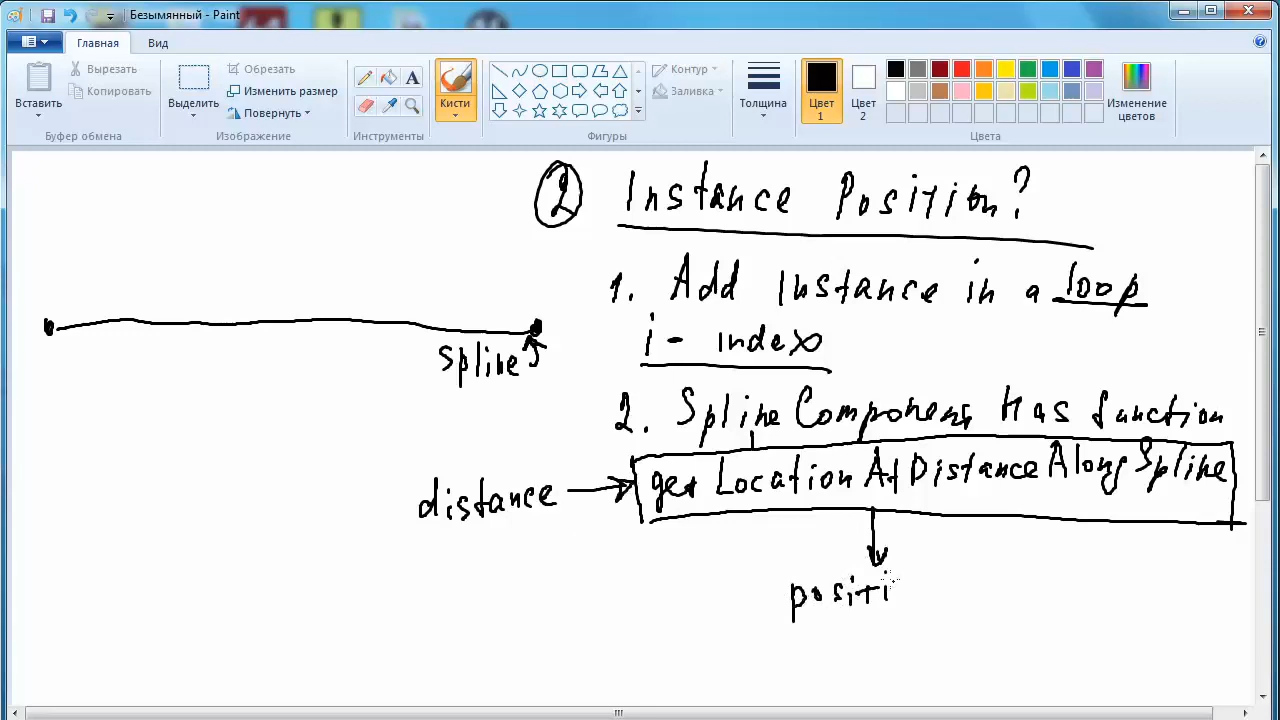 Безымянный - Paint
Главная
Вид
Вставить
Вырезать
Копировать
Буфер обмена
Выделить
Обрезать
Изменить размер
Повернуть
Изображение
Инструменты
Кисти
Контур
Заливка
Фигуры
Толщина
Цвет 1
Цвет 2
Изменение цветов
Цвета
2 Instance Position?
1. Add Instance in a loop
i - index
spline
2. Spline Component Has function
get Location At Distance Along Spline
distance
positi